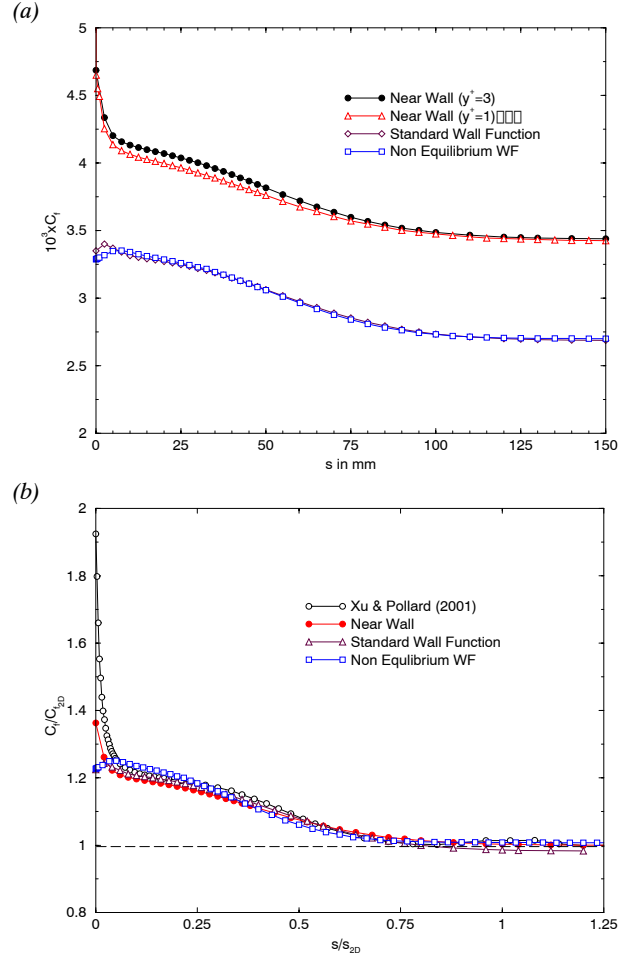 (a)
5
4.5
4
3.5
3
2.5
2
10³xC_f
Near Wall (y⁺=3)
Near Wall (y⁺=1)□□□
Standard Wall Function
Non Equilibrium WF
0 25 50 75 100 125 150
s in mm
(b)
2
1.8
1.6
1.4
1.2
1
0.8
C_f/C_f2D
Xu & Pollard (2001)
Near Wall
Standard Wall Function
Non Equlibrium WF
0 0.25 0.5 0.75 1 1.25
s/s_2D